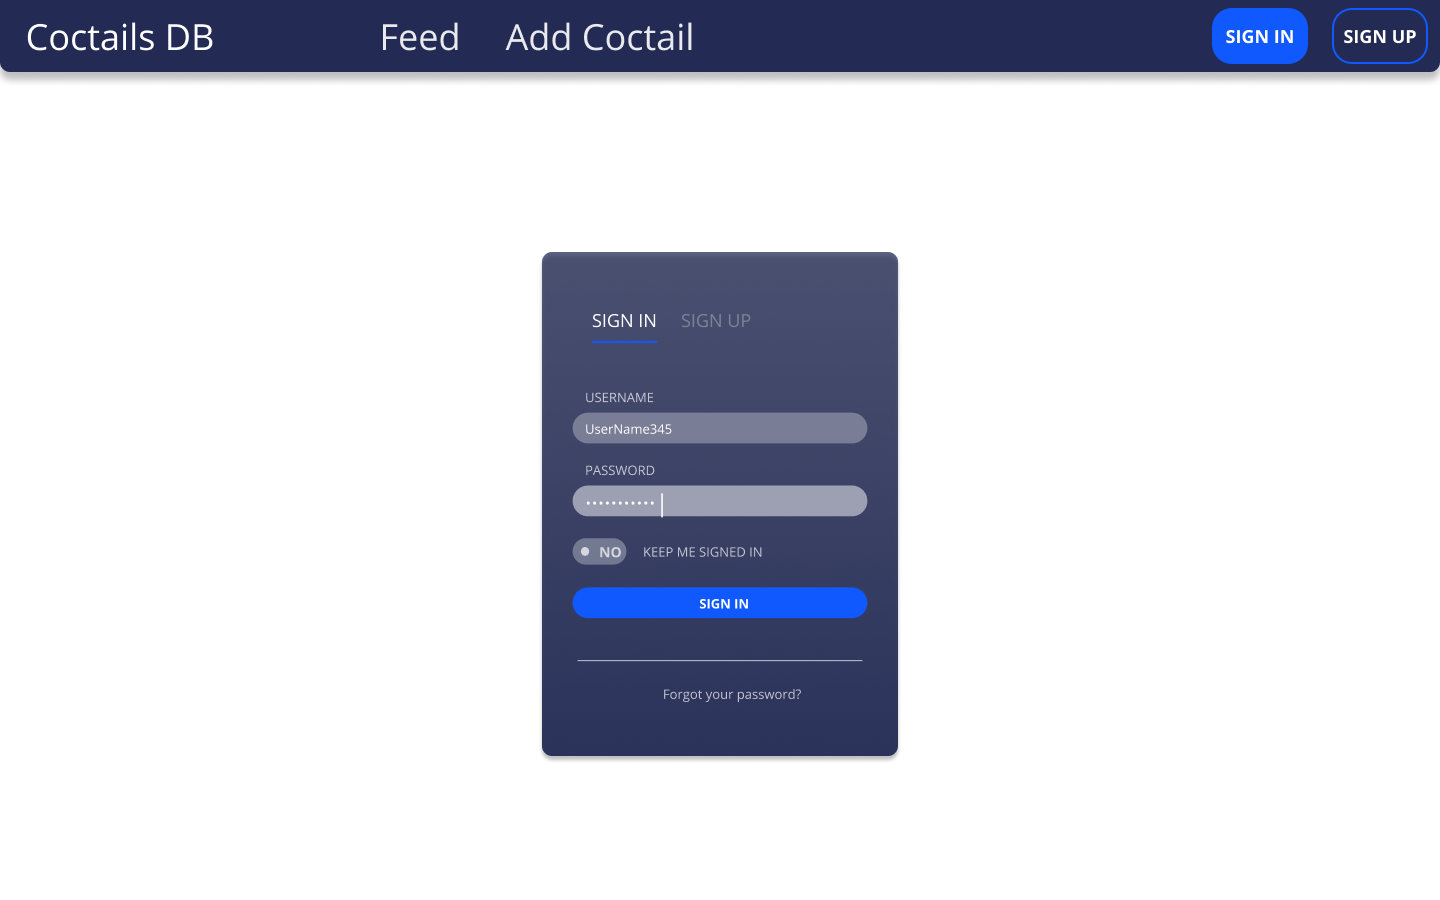 Coctails DB Feed Add Coctail SIGN IN SIGN UP
SIGN IN SIGN UP
USERNAME
UserName345
PASSWORD
•••••••••••
NO KEEP ME SIGNED IN
SIGN IN
Forgot your password?